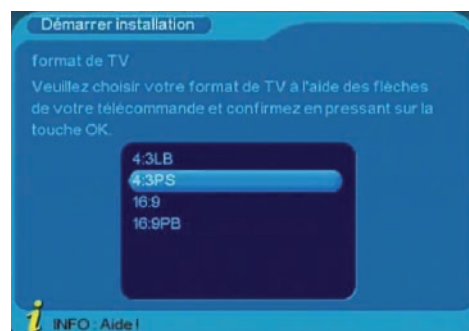 Démarrer installation
format de TV
Veuillez choisir votre format de TV à l'aide des flèches
de votre télécommande et confirmez en pressant sur la
touche OK.
4:3LB
4:3PS
16:9
16:9PB
i INFO : Aide !